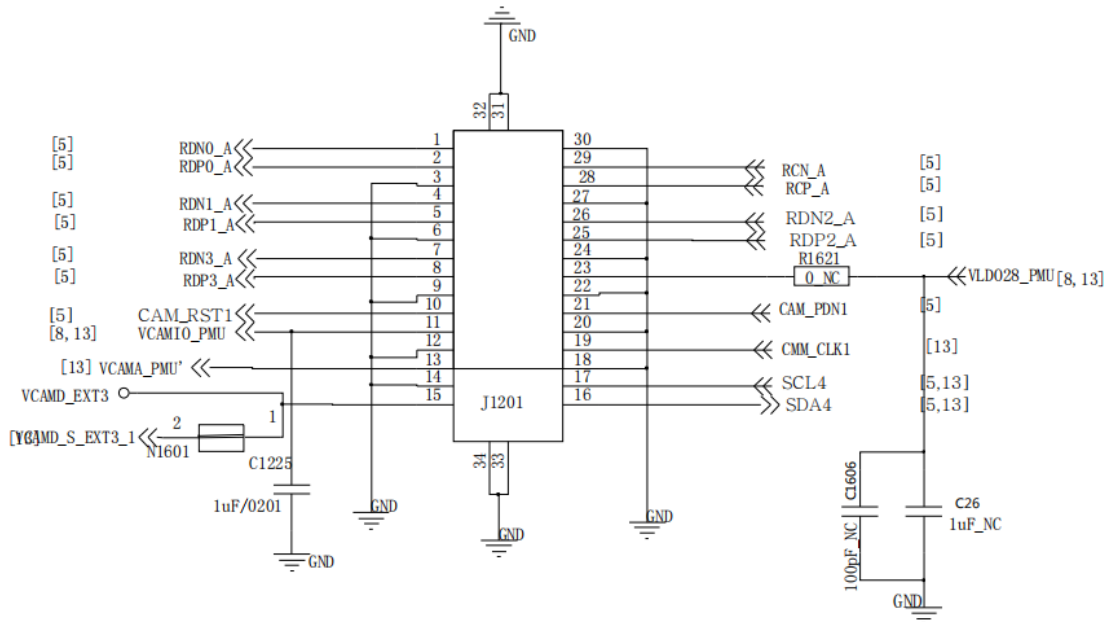 GND
32
31
1
30
[5]
RDN0_A
2
29
[5]
RDP0_A
RCN_A
[5]
3
28
RCP_A
[5]
[5]
RDN1_A
4
27
[5]
RDP1_A
5
26
RDN2_A
[5]
6
25
RDP2_A
[5]
[5]
RDN3_A
7
24
R1621
[5]
RDP3_A
8
23
0_NC
VLDO28_PMU
[8,13]
9
22
[5]
CAM_RST1
10
21
CAM_PDN1
[5]
[8,13]
VCAMIO_PMU
11
20
12
19
CMM_CLK1
[13]
[13]
VCAMA_PMU'
13
18
14
17
SCL4
[5,13]
VCAMD_EXT3
15
16
SDA4
[5,13]
J1201
2
1
VCAMD_S_EXT3_1
N1601
C1225
34
33
1uF/0201
GND
GND
GND
GND
C1606
100pF_NC
C26
1uF_NC
GND